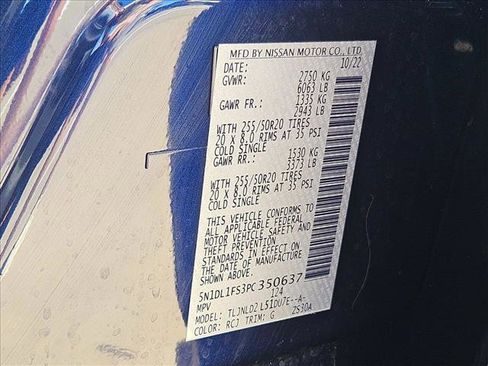 MFD BY NISSAN MOTOR CO., LTD
DATE: 10/22
GVWR: 2750 KG
6063 LB
GAWR FR.: 1335 KG
2943 LB
WITH 255/50R20 TIRES
20 X 8.0 RIMS AT 35 PSI
COLD SINGLE
GAWR RR.: 1530 KG
3373 LB
WITH 255/50R20 TIRES
20 X 8.0 RIMS AT 35 PSI
COLD SINGLE
THIS VEHICLE CONFORMS TO
ALL APPLICABLE FEDERAL
MOTOR VEHICLE SAFETY AND
THEFT PREVENTION
STANDARDS IN EFFECT ON
THE DATE OF MANUFACTURE
SHOWN ABOVE.
5N1DL1FS3PC350637
MPV 124
MODEL: TLJNLD2 L51DU7E--A-
COLOR: RCJ TRIM: G ZS30A